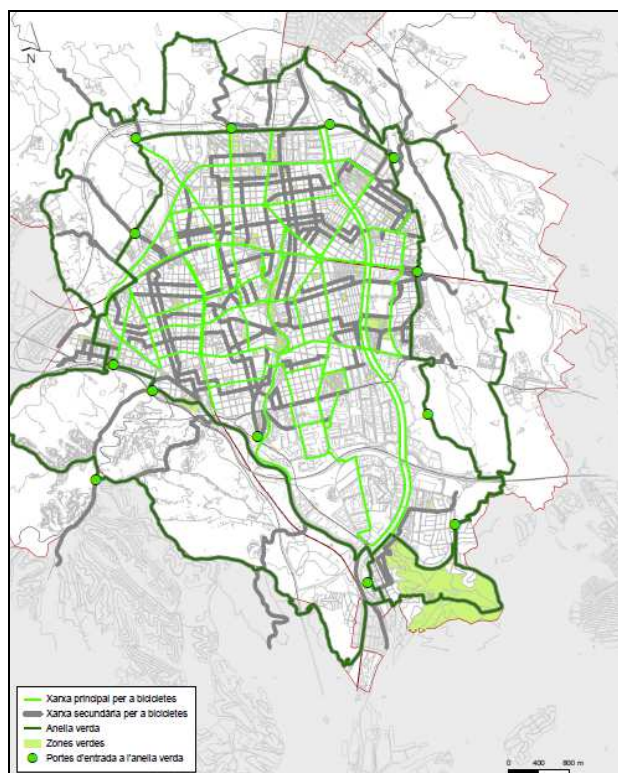 N
Xarxa principal per a bicicletes
Xarxa secundària per a bicicletes
Anella verda
Zones verdes
Portes d'entrada a l'anella verda
0 400 800 m